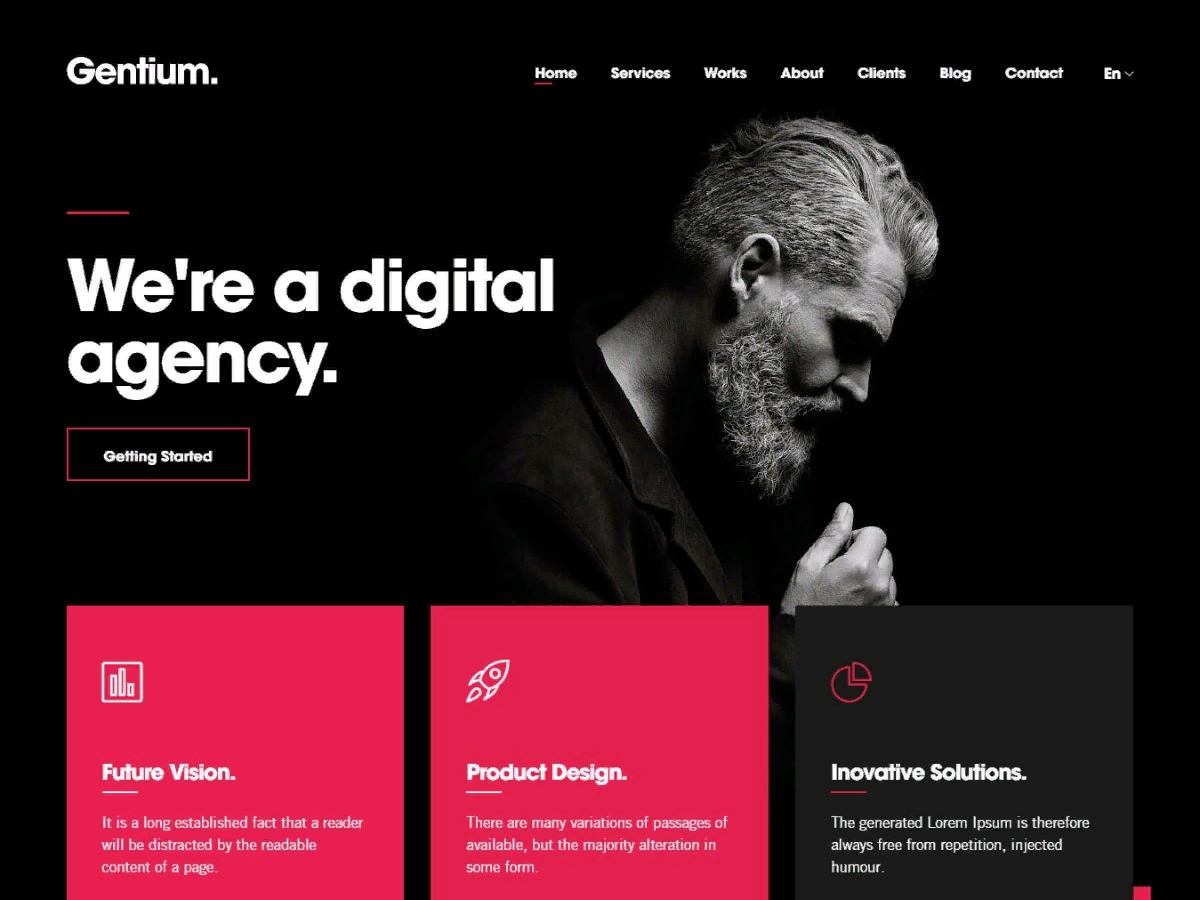 Gentium.
Home Services Works About Clients Blog Contact En
We're a digital
agency.
Getting Started
Future Vision.
It is a long established fact that a reader
will be distracted by the readable
content of a page.
Product Design.
There are many variations of passages of
available, but the majority alteration in
some form.
Inovative Solutions.
The generated Lorem Ipsum is therefore
always free from repetition, injected
humour.